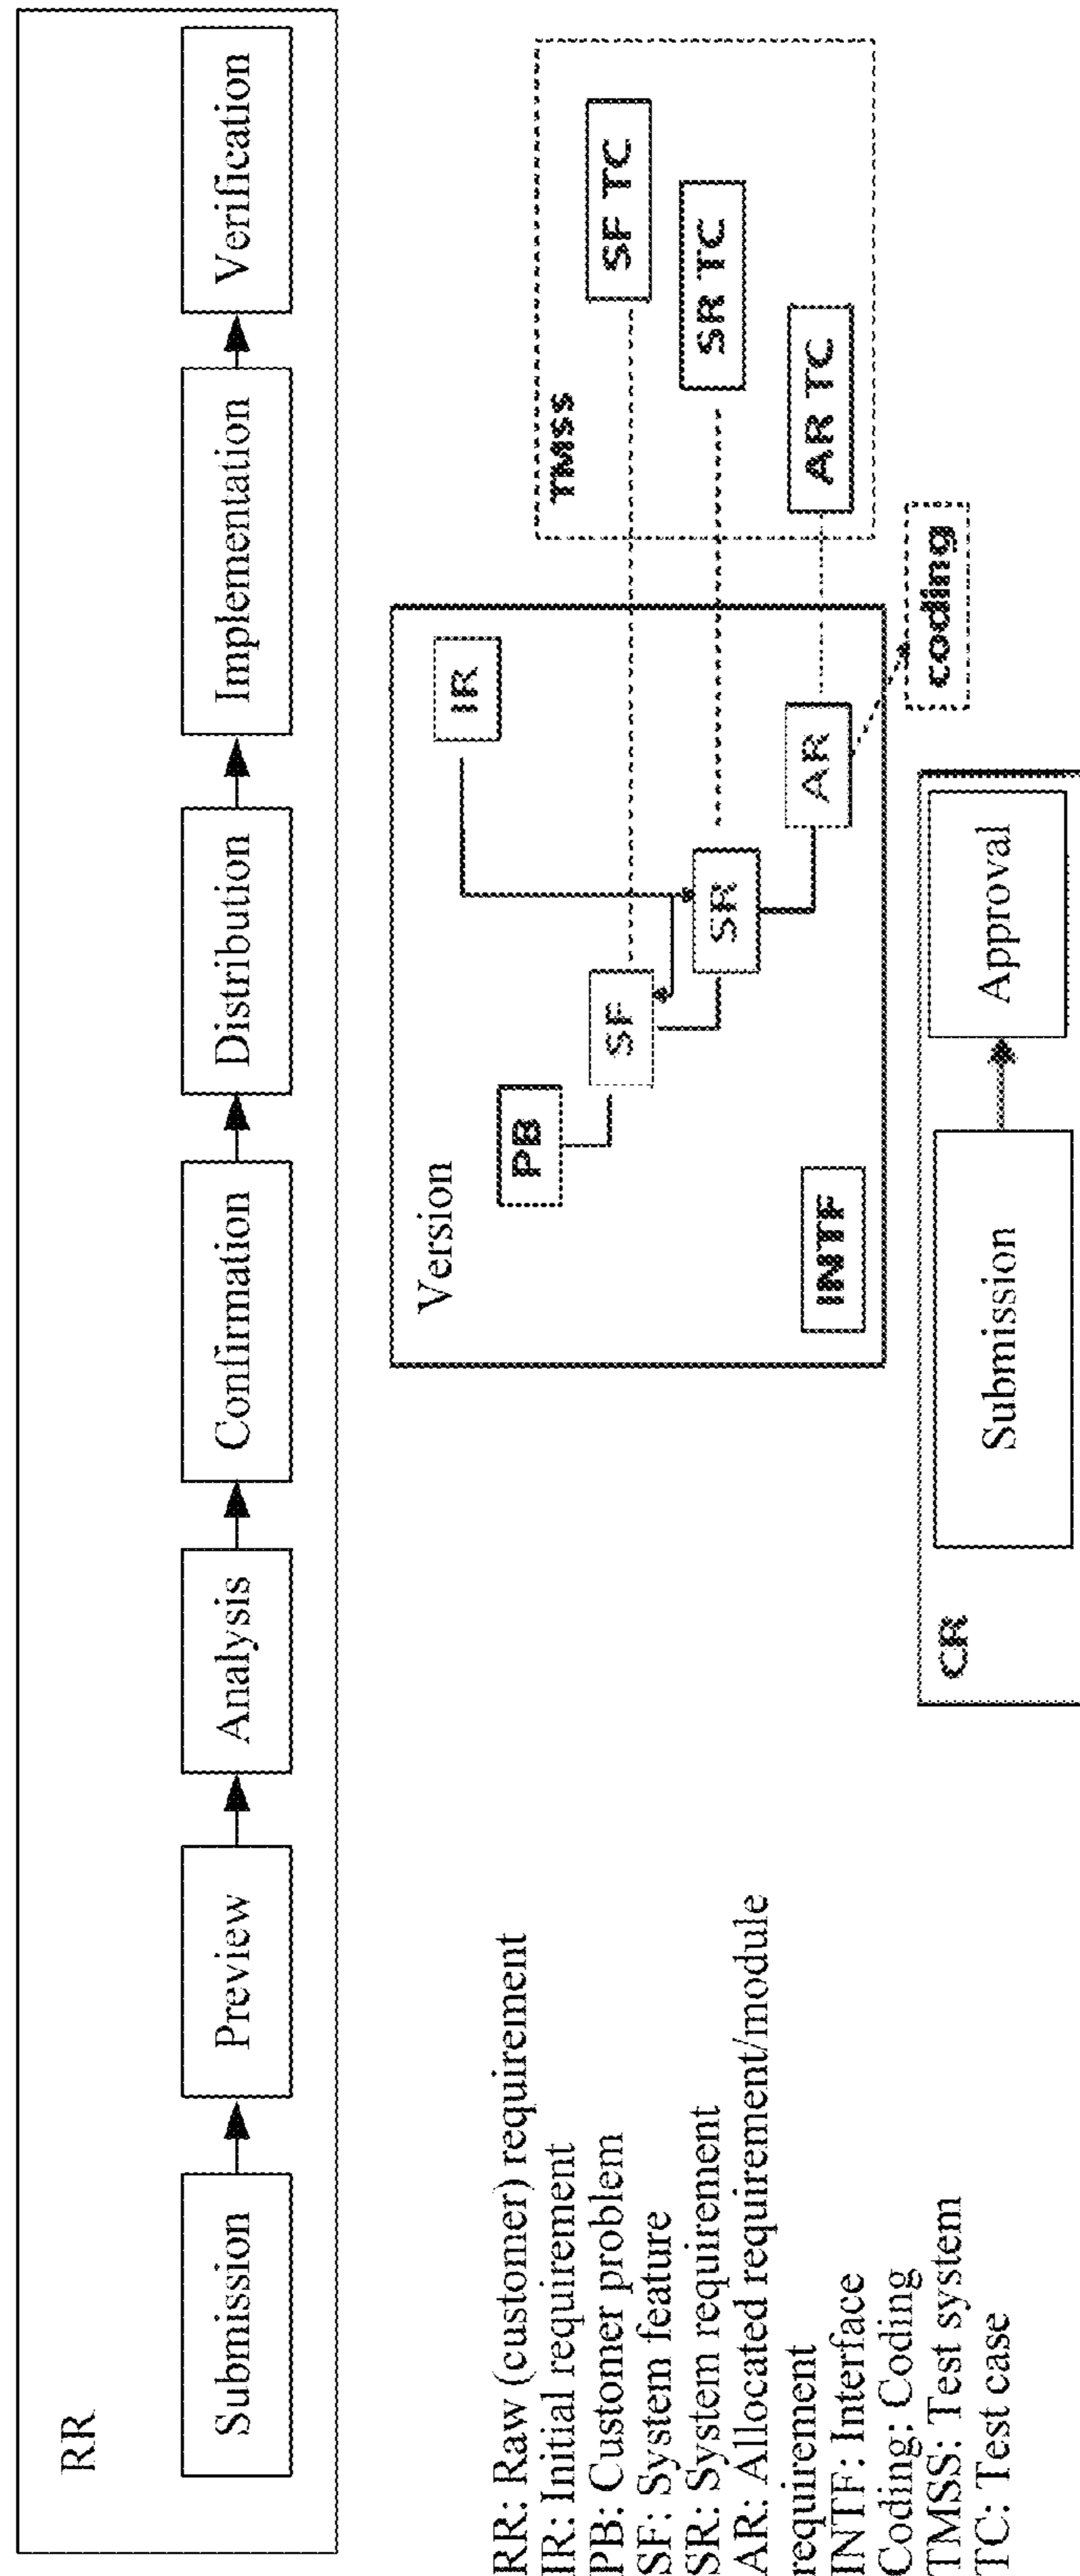 RR
Submission
Preview
Analysis
Confirmation
Distribution
Implementation
Verification
RR: Raw (customer) requirement
IR: Initial requirement
PB: Customer problem
SF: System feature
SR: System requirement
AR: Allocated requirement/module
requirement
INTF: Interface
Coding: Coding
TMSS: Test system
TC: Test case
Version
PB
SF
SR
IR
AR
INTF
TMSS
SF TC
SR TC
AR TC
coding
CR
Submission
Approval